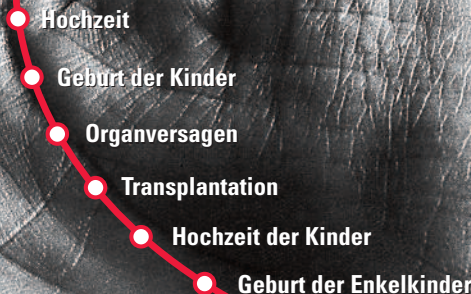 Hochzeit
Geburt der Kinder
Organversagen
Transplantation
Hochzeit der Kinder
Geburt der Enkelkinder